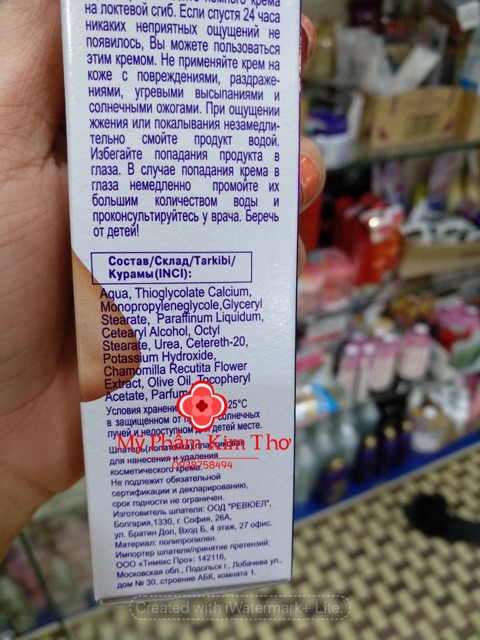 на локтевой сгиб. Если спустя 24 часа
никаких неприятных ощущений не
появилось, Вы можете пользоваться
этим кремом. Не применяйте крем на
коже с повреждениями, раздраже-
ниями, угревыми высыпаниями и
солнечными ожогами. При ощущении
жжения или покалывания незамедли-
тельно смойте продукт водой.
Избегайте попадания продукта в
глаза. В случае попадания крема в
глаза немедленно промойте их
большим количеством воды и
проконсультируйтесь у врача. Беречь
от детей!
Состав/Склад/Tarkibi/
Курамы(INCI):
Aqua, Thioglycolate Calcium,
Monopropyleneglycole,Glyceryl
Stearate, Paraffinum Liquidum,
Cetearyl Alcohol, Octyl
Stearate, Urea, Cetereth-20,
Potassium Hydroxide,
Chamomilla Recutita Flower
Extract, Olive Oil, Tocopheryl
Acetate, Parfum
Условия хранени 25°C
в защищенном от солнечных
лучей и недоступном для детей месте.
Mỹ Phẩm Kim Thơ
0938758494
для нанесения и удаления
косметического крема.
Не подлежит обязательной
сертификации и декларированию,
срок годности не ограничен.
Изготовитель шпателя: ООД "РЕВЮЕЛ",
Болгария,1330, г. София, 26А,
ул. Братин Дол, Вход Б, 4 этаж, 27 офис.
Материал: полипропилен.
Импортер шпателя/принятие претензий:
ООО «Тимекс Про»: 142116,
Московская обл., Подольск г., Лобачева ул.,
дом № 30, строение АБК, комната 1.
Created with iWatermark+ Lite.